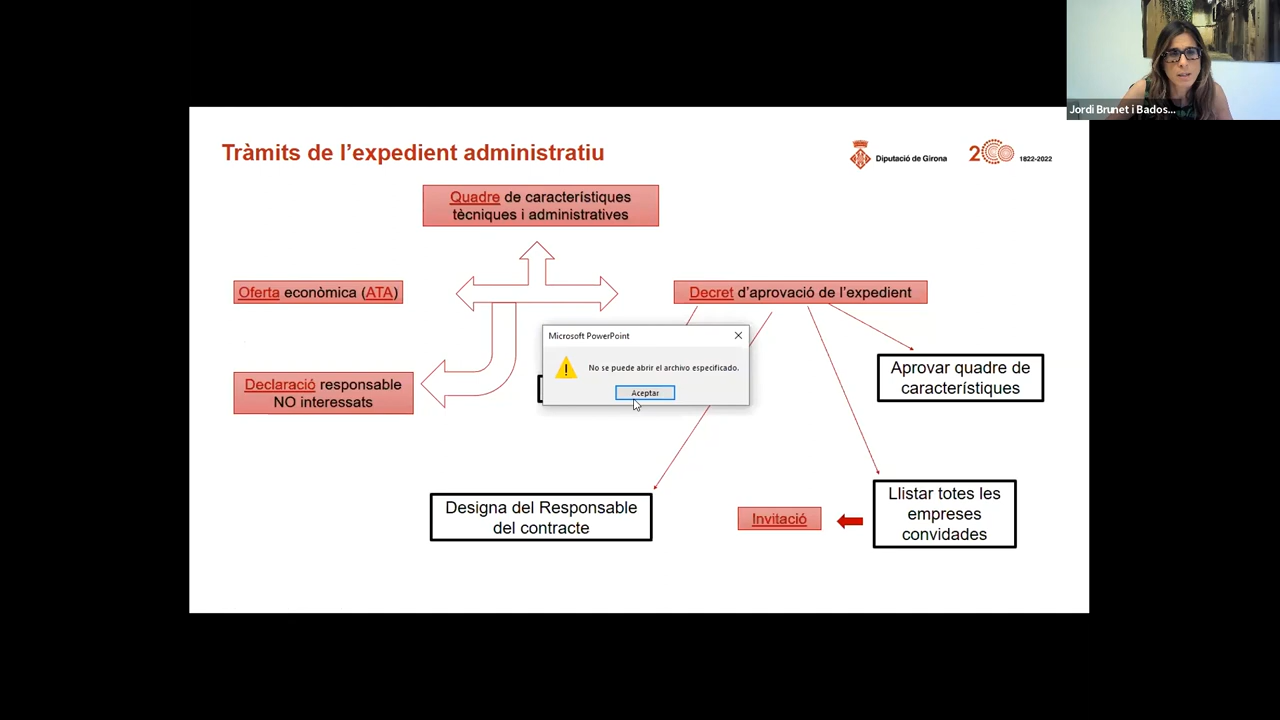 Jordi Brunet i Bados...
Tràmits de l'expedient administratiu
Diputació de Girona
200
1822-2022
Quadre de característiques
tècniques i administratives
Oferta econòmica (ATA)
Decret d'aprovació de l'expedient
Microsoft PowerPoint
No se puede abrir el archivo especificado.
Aceptar
Declaració responsable
NO interessats
Aprovar quadre de
característiques
Designa del Responsable
del contracte
Invitació
Llistar totes les
empreses
convidades